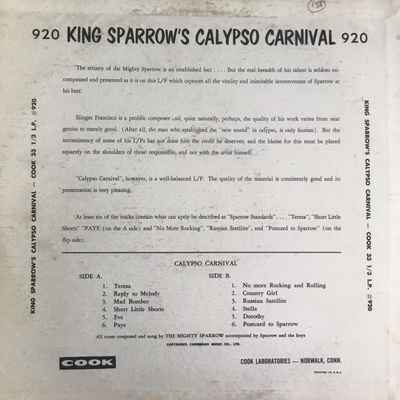 158
920 KING SPARROW'S CALYPSO CARNIVAL 920
The artistry of the Mighty Sparrow is an established fact . . . . But the real breadth of his talent is seldom en-
compassed and presented as it is on this L/P which captures all the vitality and inimitable inventiveness of Sparrow at
his best.
Slinger Francisco is a prolific composer and, quite naturally, perhaps, the quality of his work varies from near
genius to merely good. (After all, the man who established the "new sound" in calypso, is only human). But the
inconsistency of some of his L/Ps has not done him the credit he deserves; and the blame for this must be placed
squarely on the shoulders of those responsible, and not with the artist himself.
"Calypso Carnival", however, is a well-balanced L/P. The quality of the material is consistently good and its
presentation is very pleasing.
At least six of the tracks contain what can aptly be described as "Sparrow Standards" . . . . "Teresa", "Short Little
Shorts" "PAYE (on the A side) and "No More Rocking", "Russian Satellite", and "Postcard to Sparrow" (on the
flip side).
CALYPSO CARNIVAL
SIDE A.
1. Teresa
2. Reply to Melody
3. Mad Bomber
4. Short Little Shorts
5. Eve
6. Paye
SIDE B.
1. No more Rocking and Rolling
2. Country Girl
3. Russian Satellite
4. Stella
5. Dorothy
6. Postcard to Sparrow
All tunes composed and sung by THE MIGHTY SPARROW accompanied by Sparrow and the boys
COPYRIGHT: CARIBBEAN MUSIC CO., LTD.
COOK
COOK LABORATORIES — NORWALK, CONN.
PRINTED IN U.S.A.
KING SPARROW'S CALYPSO CARNIVAL — COOK 33 1/3 L.P. #920
KING SPARROW'S CALYPSO CARNIVAL — COOK 33 1/3 L.P. #920